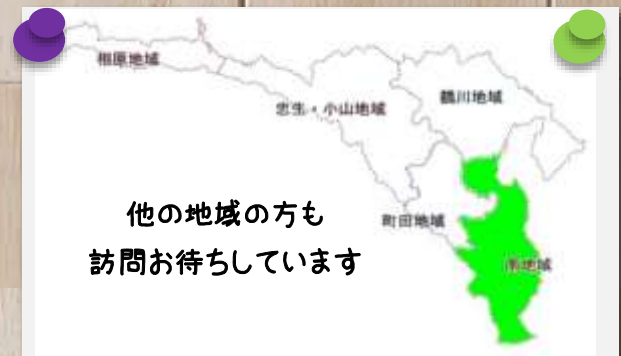 相原地域
忠生・小山地域
鶴川地域
町田地域
南地域
他の地域の方も
訪問お待ちしています